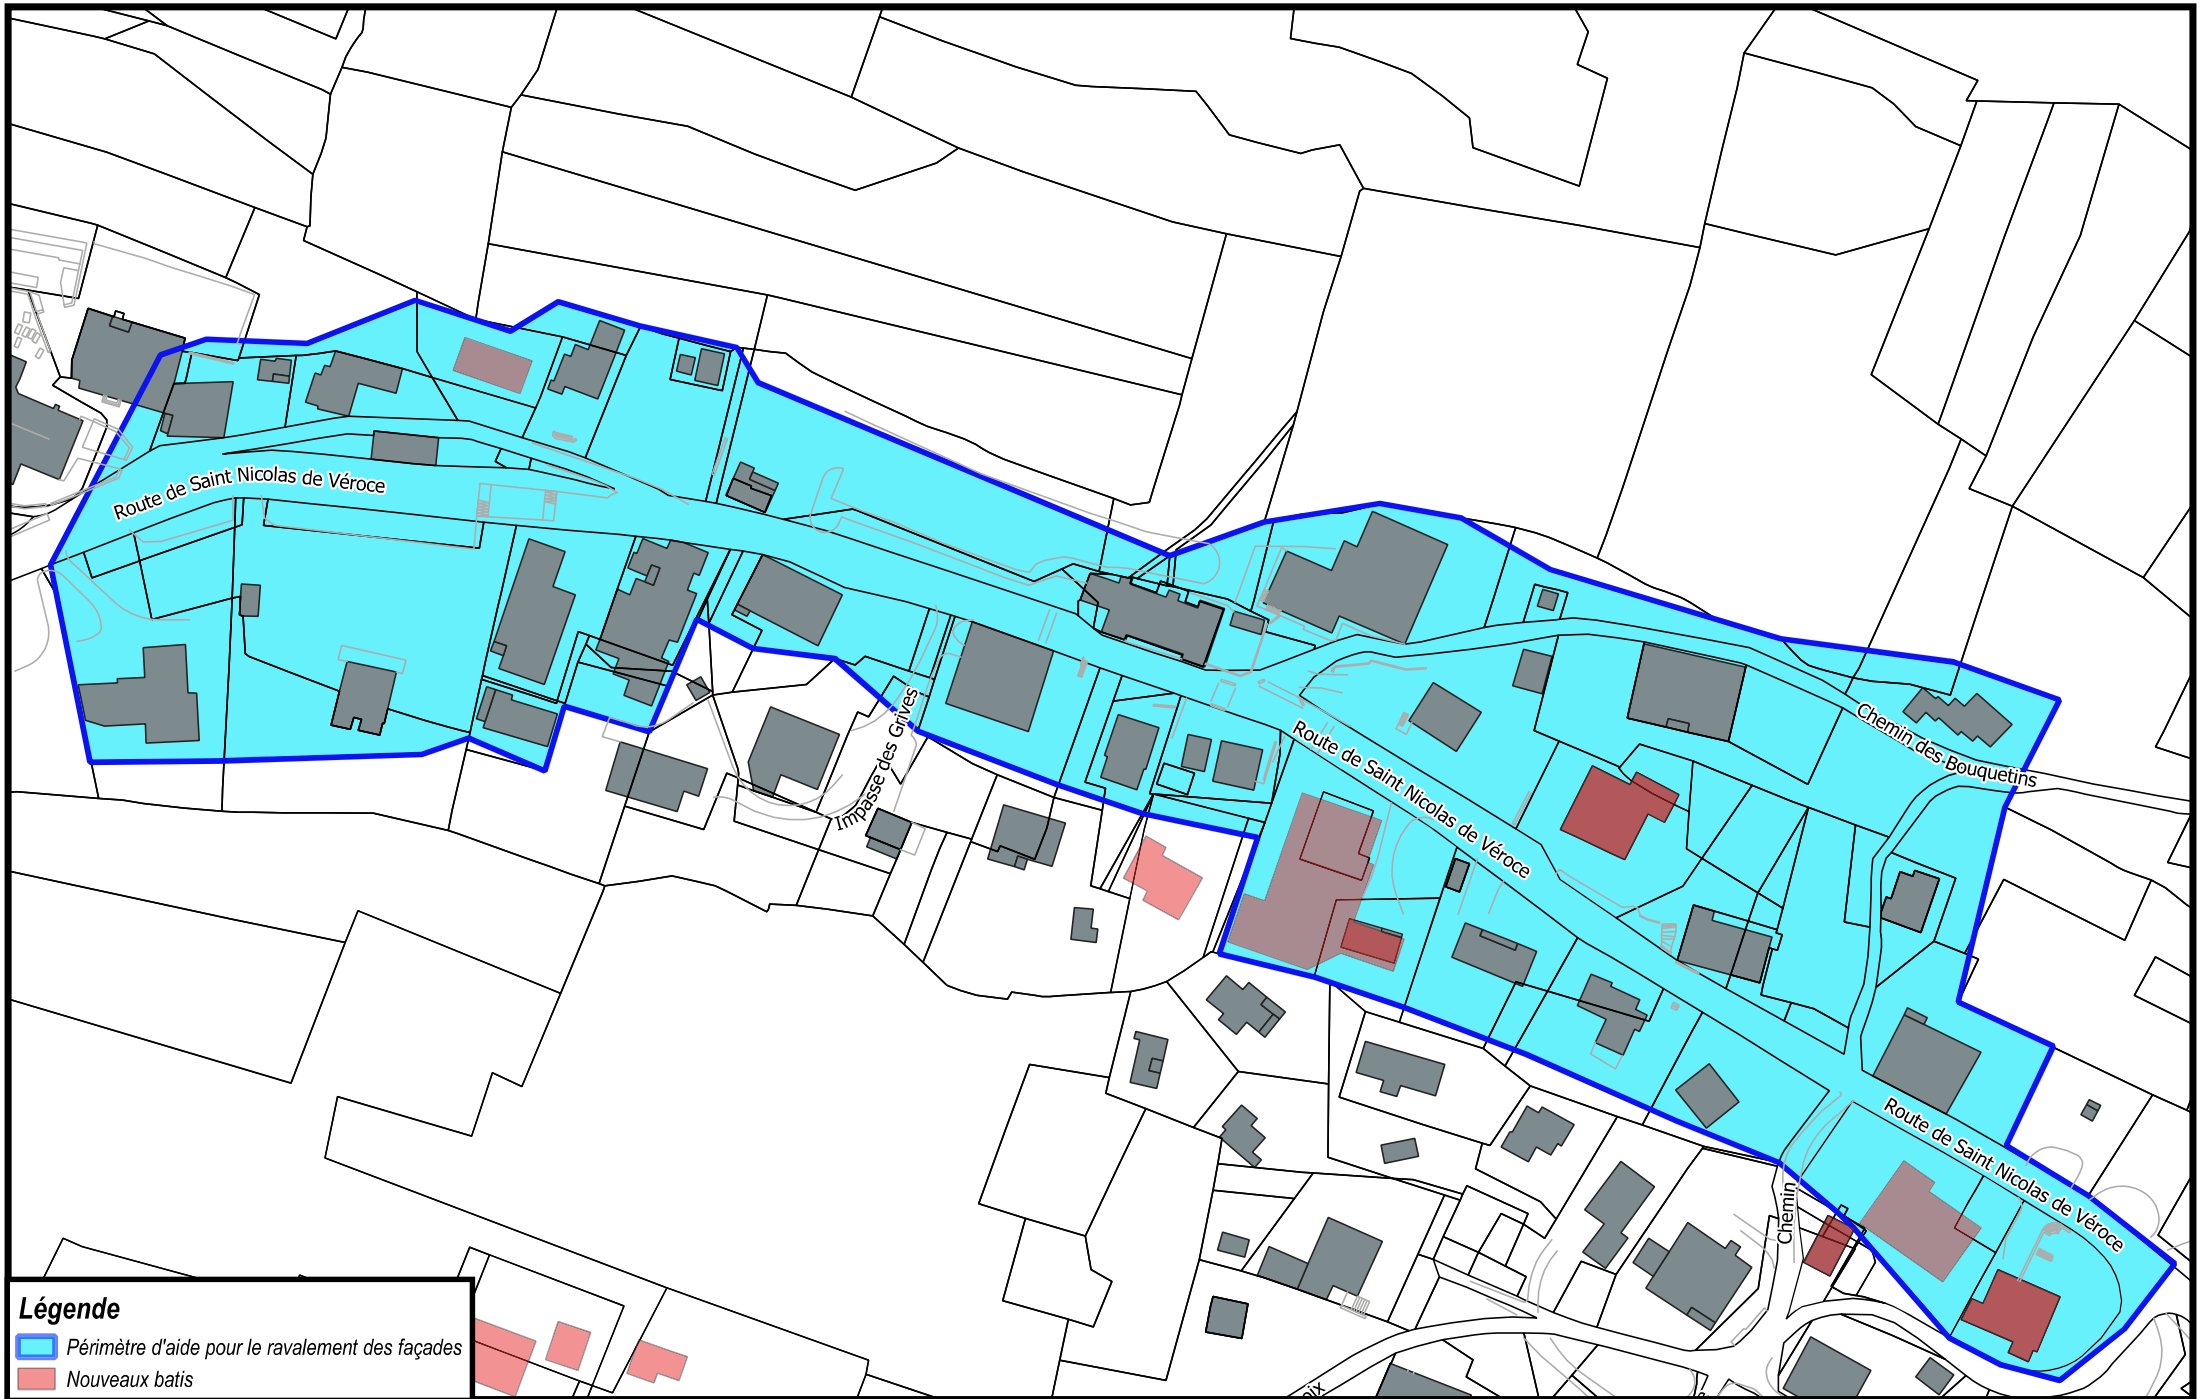 Route de Saint Nicolas de Véroce
Impasse des Grives
Route de Saint Nicolas de Véroce
Chemin des Bouquetins
Route de Saint Nicolas de Véroce
Chemin
Légende
Périmètre d'aide pour le ravalement des façades
Nouveaux batis